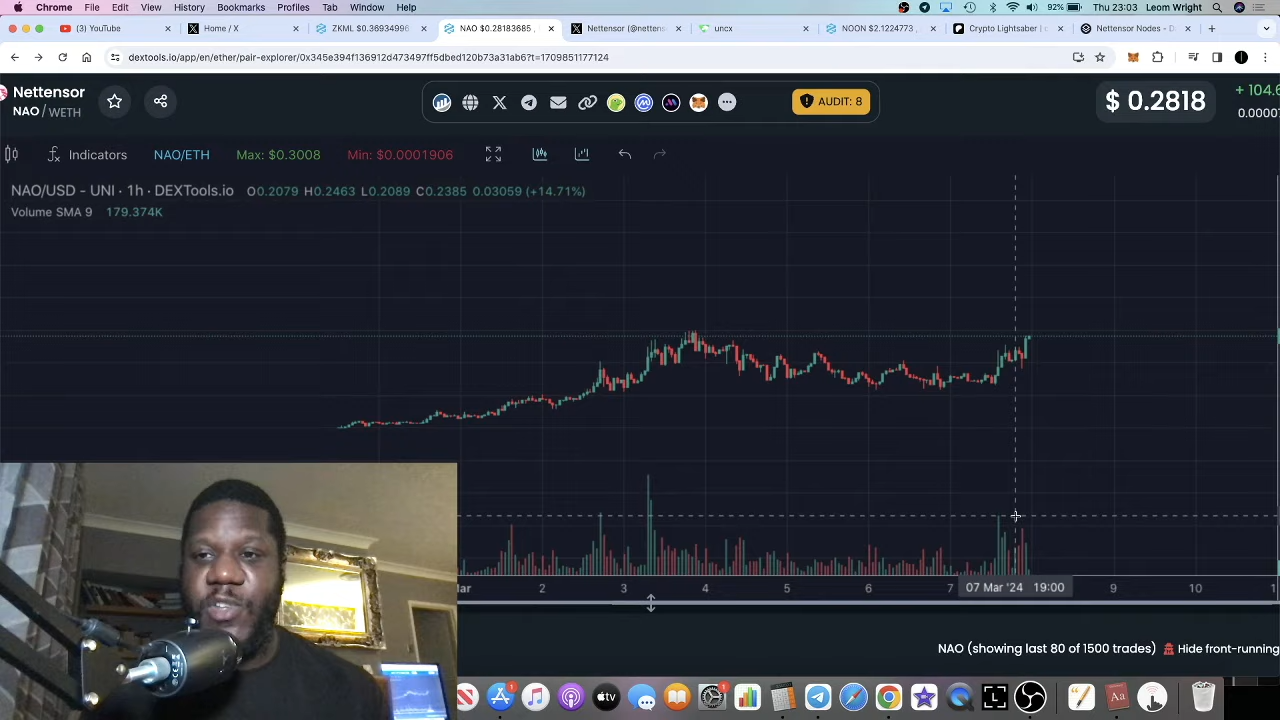 Chrome File Edit View History Bookmarks Profiles Tab Window Help 92% Thu 23:03 Leom Wright
(3) YouTube Home / X ZKML $0.36934996 NAO $0.28183685 Nettensor (@nettens uncx NOON $2.1224773 Crypto Lightsaber | c Nettensor Nodes - D
dextools.io/app/en/ether/pair-explorer/0x345e394f136912d473497ff5dbed120b73a31ab6?t=1709851177124
Nettensor
NAO / WETH
AUDIT: 8
$ 0.2818
+ 104.6
0.0000
Indicators NAO/ETH Max: $0.3008 Min: $0.0001906
NAO/USD - UNI · 1h · DEXTools.io O0.2079 H0.2463 L0.2089 C0.2385 0.03059 (+14.71%)
Volume SMA 9 179.374K
ar 2 3 4 5 6 7 07 Mar '24 19:00 9 10 1
NAO (showing last 80 of 1500 trades) Hide front-running